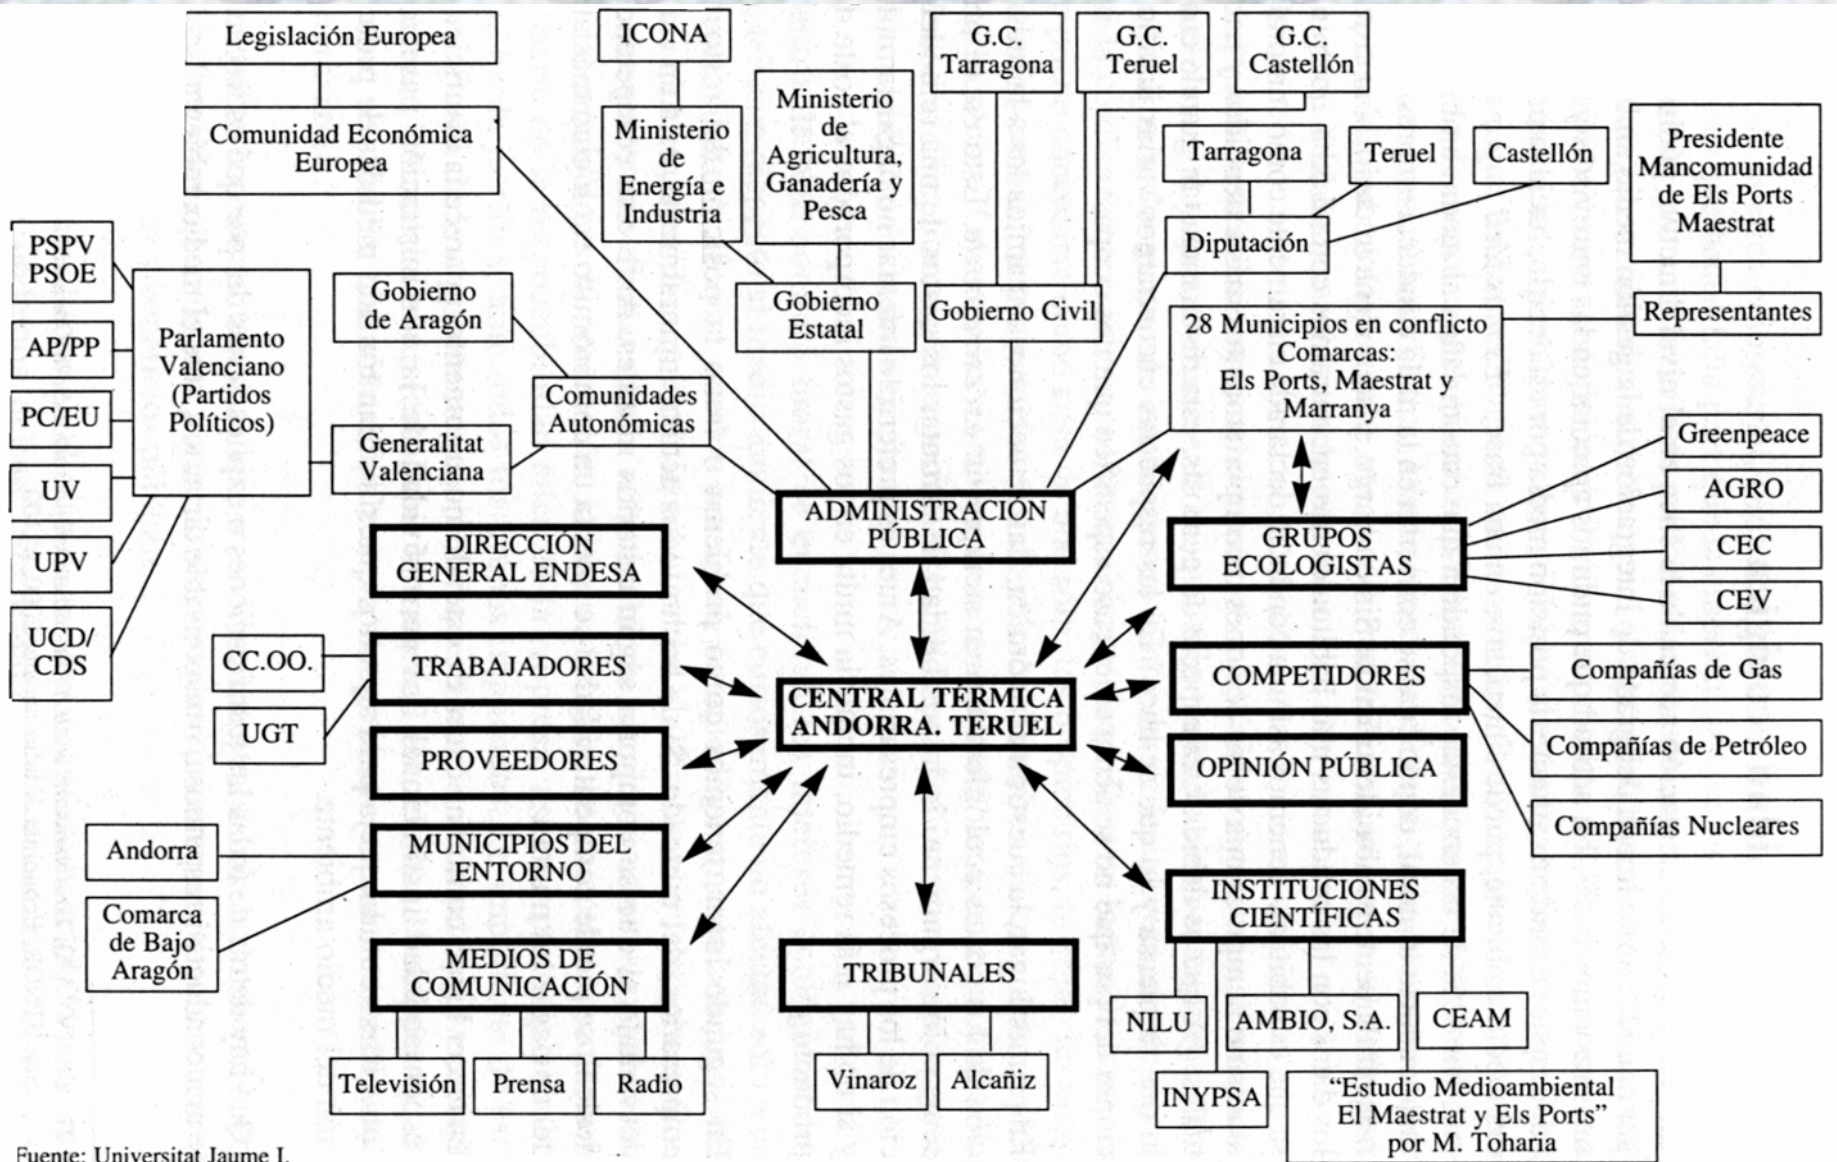 Legislación Europea
Comunidad Económica
Europea
ICONA
Ministerio
de
Energía e
Industria
Ministerio
de
Agricultura,
Ganadería y
Pesca
G.C.
Tarragona
G.C.
Teruel
G.C.
Castellón
Tarragona
Teruel
Castellón
Diputación
Presidente
Mancomunidad
de Els Ports
Maestrat
Representantes
PSPV
PSOE
AP/PP
PC/EU
UV
UPV
UCD/
CDS
Parlamento
Valenciano
(Partidos
Políticos)
Gobierno
de Aragón
Generalitat
Valenciana
Comunidades
Autonómicas
Gobierno
Estatal
Gobierno Civil
28 Municipios en conflicto
Comarcas:
Els Ports, Maestrat y
Marranya
ADMINISTRACIÓN
PÚBLICA
DIRECCIÓN
GENERAL ENDESA
GRUPOS
ECOLOGISTAS
Greenpeace
AGRO
CEC
CEV
CC.OO.
UGT
TRABAJADORES
CENTRAL TÉRMICA
ANDORRA. TERUEL
COMPETIDORES
Compañías de Gas
Compañías de Petróleo
Compañías Nucleares
PROVEEDORES
OPINIÓN PÚBLICA
Andorra
Comarca
de Bajo
Aragón
MUNICIPIOS DEL
ENTORNO
INSTITUCIONES
CIENTÍFICAS
MEDIOS DE
COMUNICACIÓN
TRIBUNALES
Televisión
Prensa
Radio
Vinaroz
Alcañiz
NILU
AMBIO, S.A.
CEAM
INYPSA
“Estudio Medioambiental
El Maestrat y Els Ports”
por M. Toharia
Fuente: Universitat Jaume I.